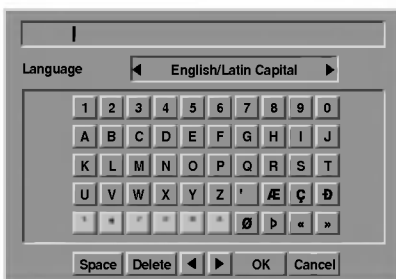 Language ◀ English/Latin Capital ▶
1 2 3 4 5 6 7 8 9 0
A B C D E F G H I J
K L M N O P Q R S T
U V W X Y Z ' Æ Ç Ð
Ø Þ « »
Space Delete ◀ ▶ OK Cancel